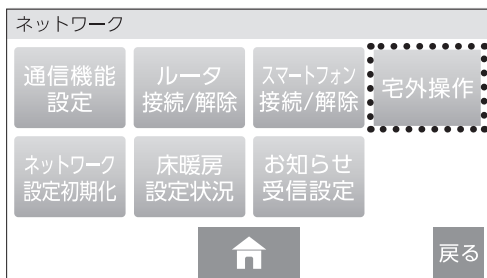 ネットワーク
通信機能
設定
ルータ
接続/解除
スマートフォン
接続/解除
宅外操作
ネットワーク
設定初期化
床暖房
設定状況
お知らせ
受信設定
戻る